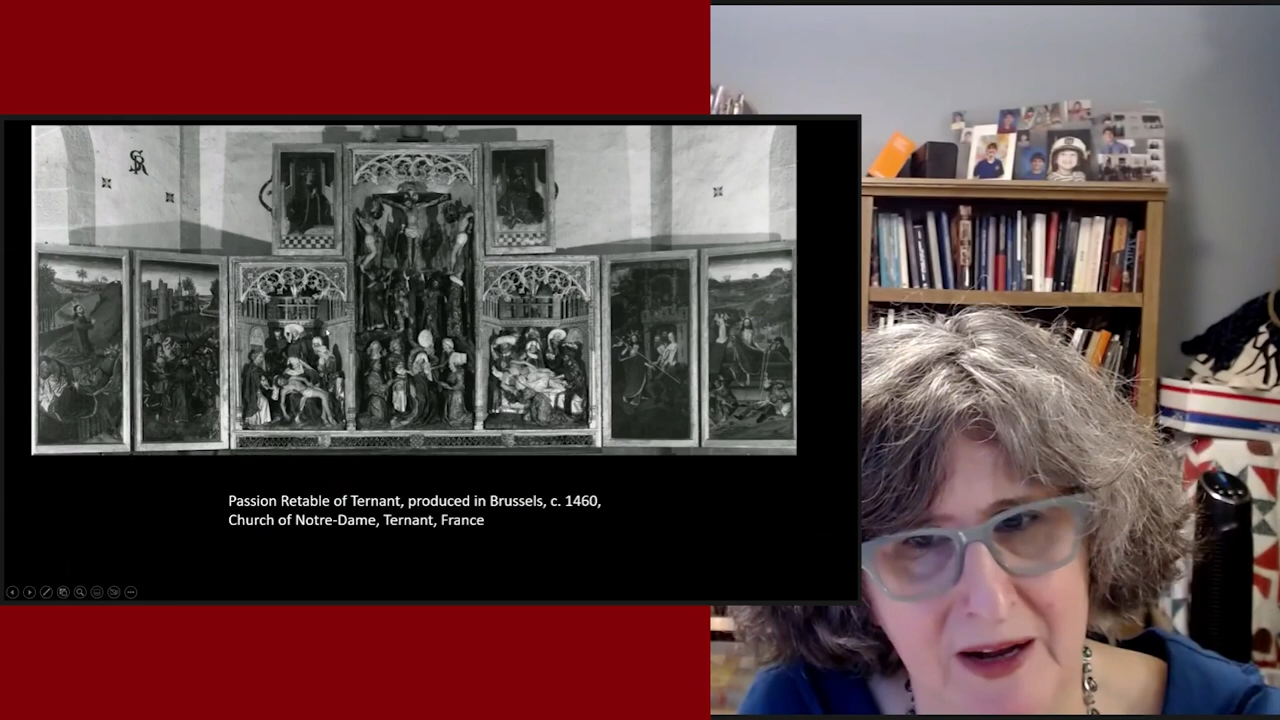 Passion Retable of Ternant, produced in Brussels, c. 1460,
Church of Notre-Dame, Ternant, France